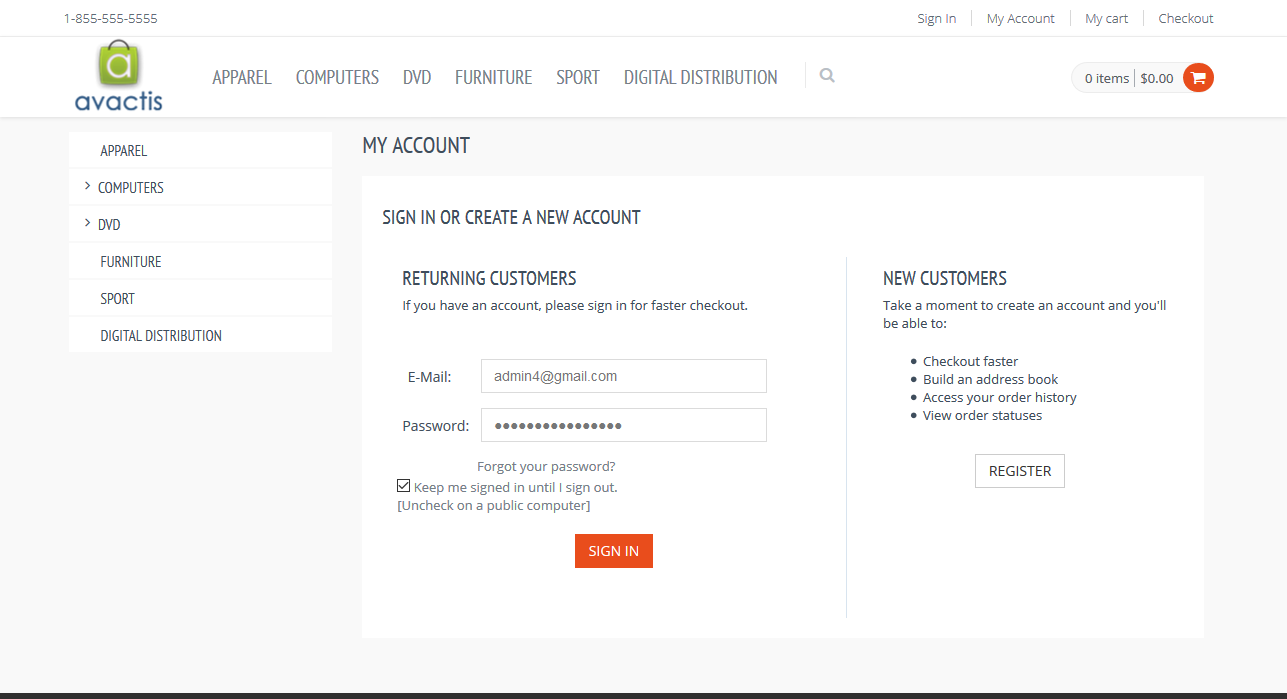 1-855-555-5555
Sign In
My Account
My cart
Checkout
avactis
APPAREL
COMPUTERS
DVD
FURNITURE
SPORT
DIGITAL DISTRIBUTION
0 items
$0.00
APPAREL
COMPUTERS
DVD
FURNITURE
SPORT
DIGITAL DISTRIBUTION
MY ACCOUNT
SIGN IN OR CREATE A NEW ACCOUNT
RETURNING CUSTOMERS
If you have an account, please sign in for faster checkout.
E-Mail:
admin4@gmail.com
Password:
••••••••••••••••
Forgot your password?
Keep me signed in until I sign out.
[Uncheck on a public computer]
SIGN IN
NEW CUSTOMERS
Take a moment to create an account and you'll
be able to:
• Checkout faster
• Build an address book
• Access your order history
• View order statuses
REGISTER